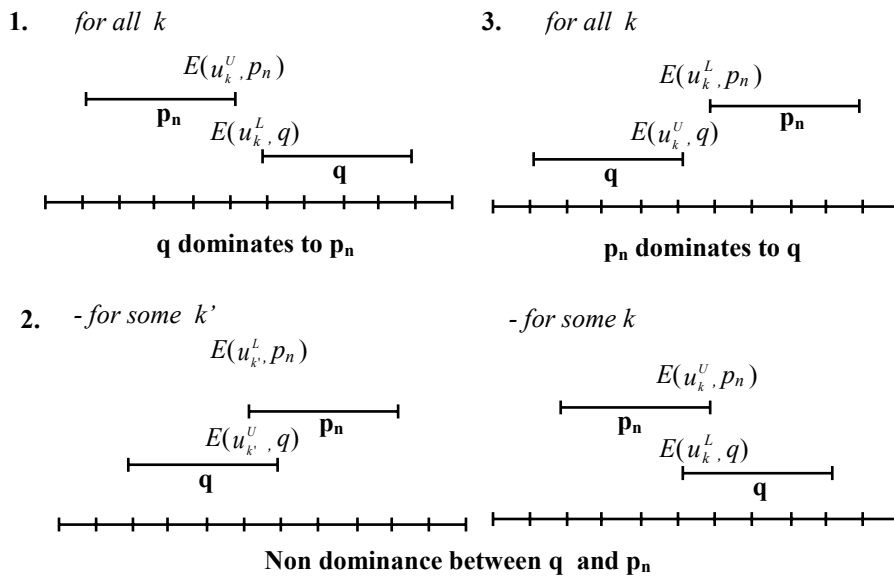 1. for all k
E(u_k^U, p_n)
p_n
E(u_k^L, q)
q
q dominates to p_n
3. for all k
E(u_k^L, p_n)
p_n
E(u_k^U, q)
q
p_n dominates to q
2. - for some k’
E(u_{k'}^L, p_n)
p_n
E(u_{k'}^U, q)
q
- for some k
E(u_k^U, p_n)
p_n
E(u_k^L, q)
q
Non dominance between q and p_n